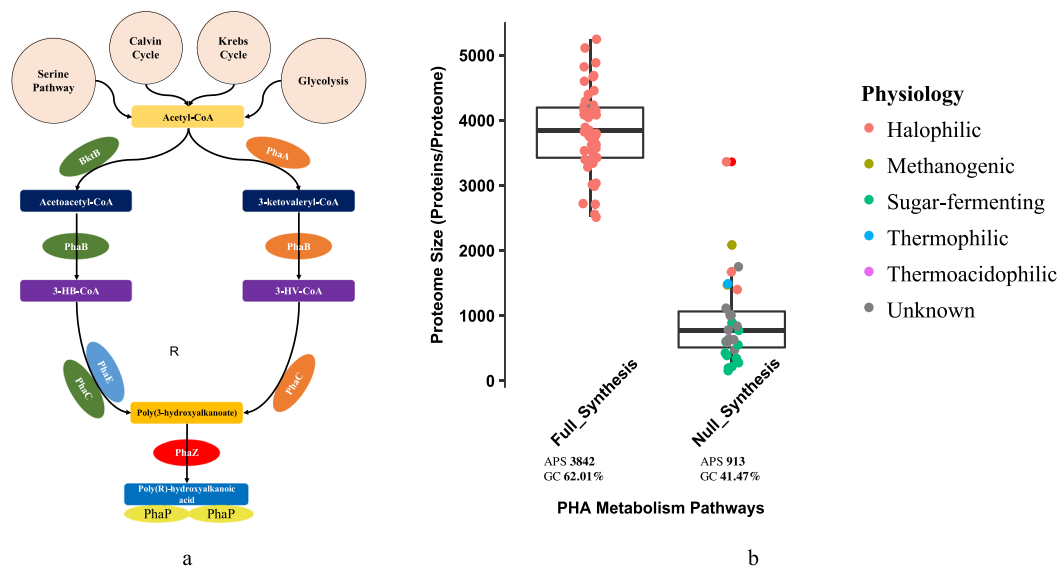 Calvin
Cycle
Krebs
Cycle
Serine
Pathway
Glycolysis
Acetyl-CoA
BktB
PhaA
Acetoacetyl-CoA
3-ketovaleryl-CoA
PhaB
PhaB
3-HB-CoA
3-HV-CoA
R
PhaE
PhaC
PhaC
Poly(3-hydroxyalkanoate)
PhaZ
Poly(R)-hydroxyalkanoic
acid
PhaP
PhaP
a
Proteome Size (Proteins/Proteome)
5000
4000
3000
2000
1000
0
Full_Synthesis
Null_Synthesis
APS 3842
GC 62.01%
APS 913
GC 41.47%
PHA Metabolism Pathways
b
Physiology
Halophilic
Methanogenic
Sugar-fermenting
Thermophilic
Thermoacidophilic
Unknown